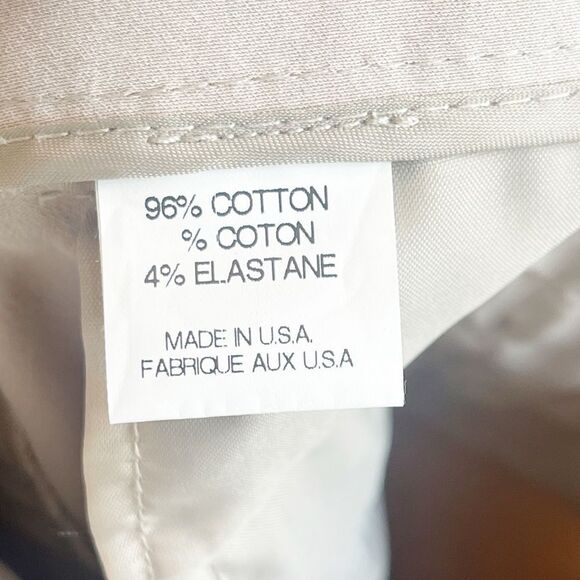 96% COTTON
% COTON
4% ELASTANE
MADE IN U.S.A.
FABRIQUE AUX U.S.A